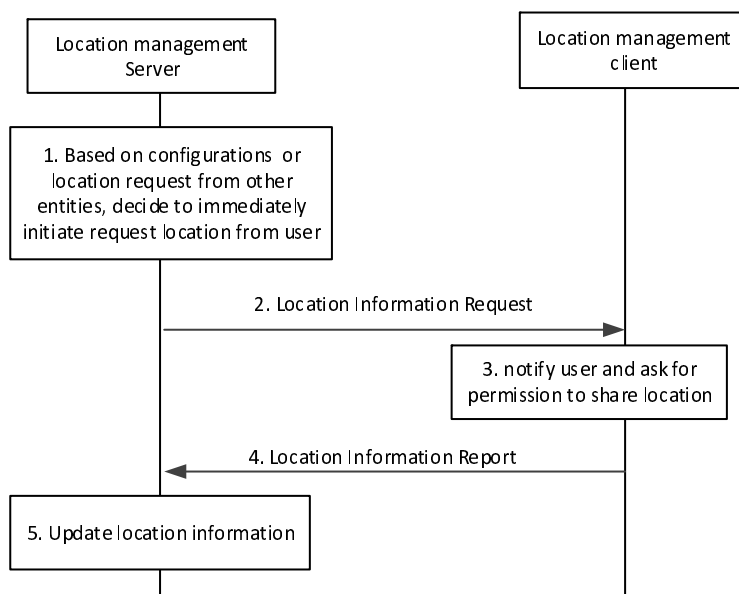 Location management
Server
Location management
client
1. Based on configurations or
location request from other
entities, decide to immediately
initiate request location from user
2. Location Information Request
3. notify user and ask for
permission to share location
4. Location Information Report
5. Update location information